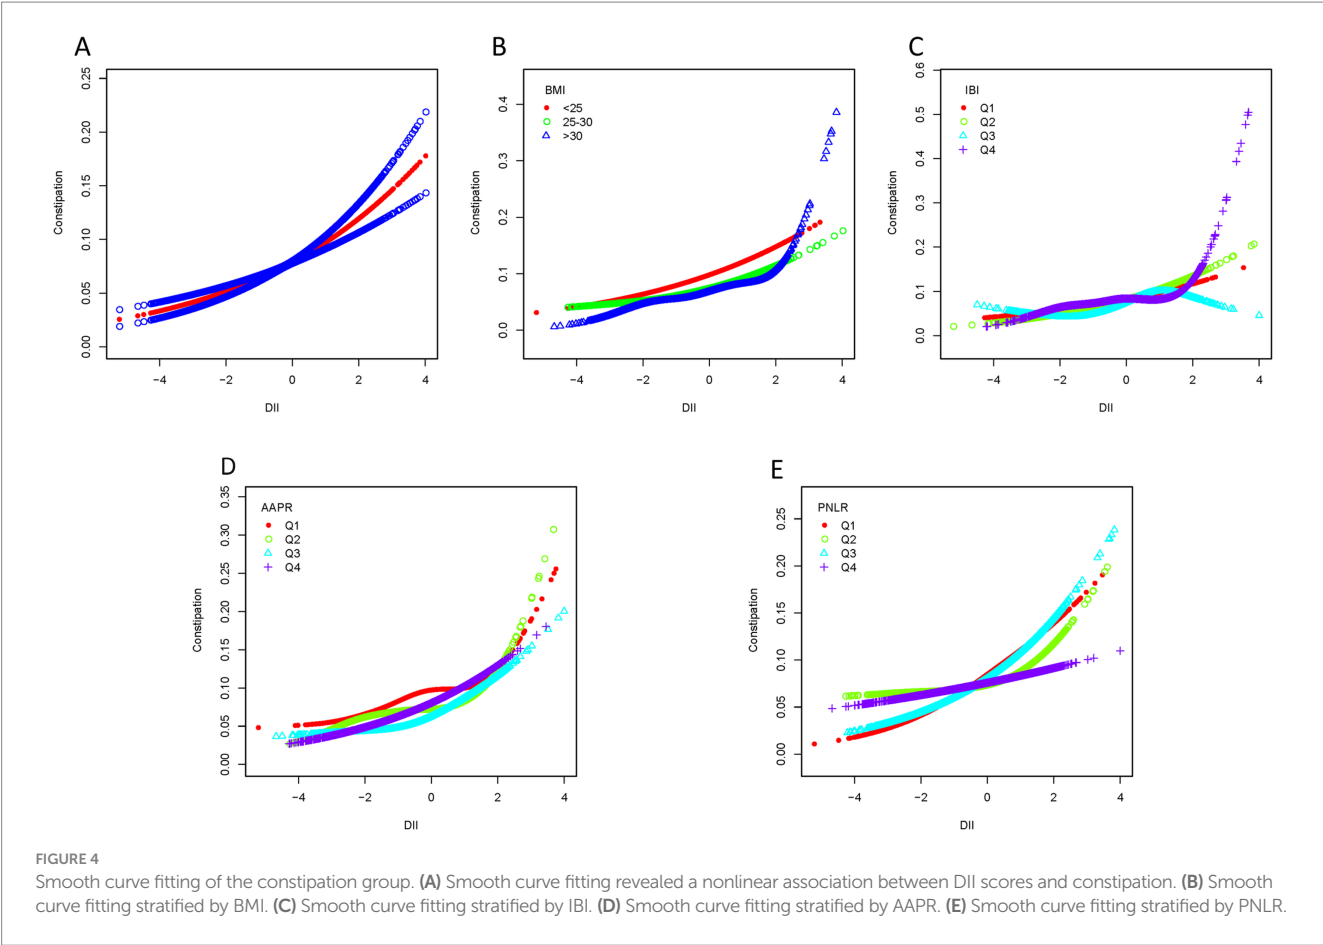 A
0.25
0.20
0.15
0.10
0.05
0.00
Constipation
−4 −2 0 2 4
DII
B
BMI
<25
25-30
>30
0.4
0.3
0.2
0.1
0.0
Constipation
−4 −2 0 2 4
DII
C
IBI
Q1
Q2
Q3
Q4
0.6
0.5
0.4
0.3
0.2
0.1
0.0
Constipation
−4 −2 0 2 4
DII
D
AAPR
Q1
Q2
Q3
Q4
0.35
0.30
0.25
0.20
0.15
0.10
0.05
0.00
Constipation
−4 −2 0 2 4
DII
E
PNLR
Q1
Q2
Q3
Q4
0.25
0.20
0.15
0.10
0.05
0.00
Constipation
−4 −2 0 2 4
DII
FIGURE 4
Smooth curve fitting of the constipation group. (A) Smooth curve fitting revealed a nonlinear association between DII scores and constipation. (B) Smooth
curve fitting stratified by BMI. (C) Smooth curve fitting stratified by IBI. (D) Smooth curve fitting stratified by AAPR. (E) Smooth curve fitting stratified by PNLR.